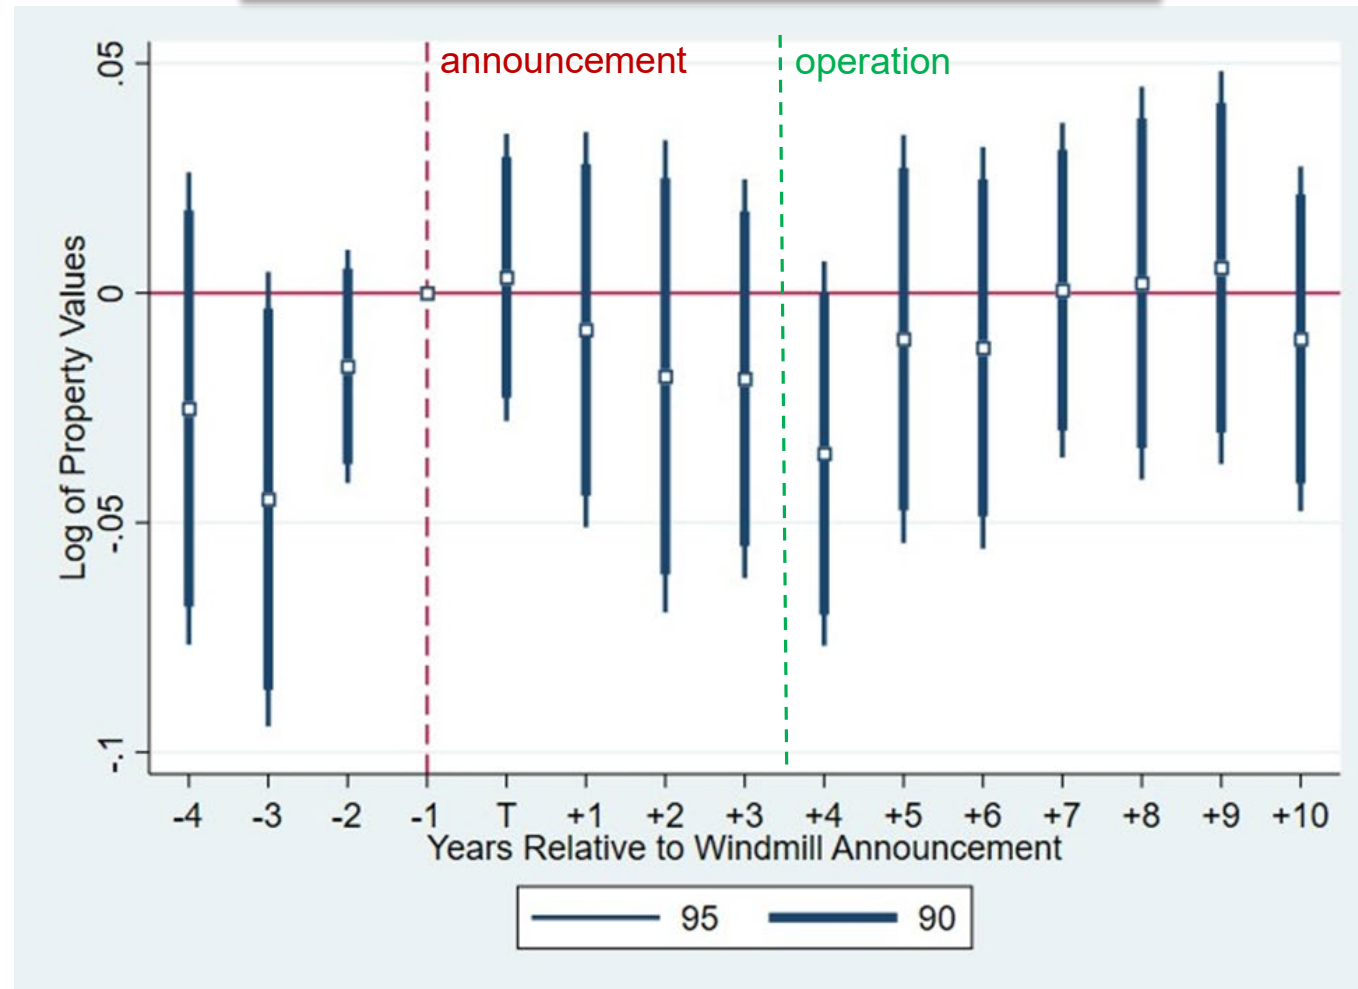 announcement
operation
Log of Property Values
.05
0
-.05
-.1
-4 -3 -2 -1 T +1 +2 +3 +4 +5 +6 +7 +8 +9 +10
Years Relative to Windmill Announcement
95 90